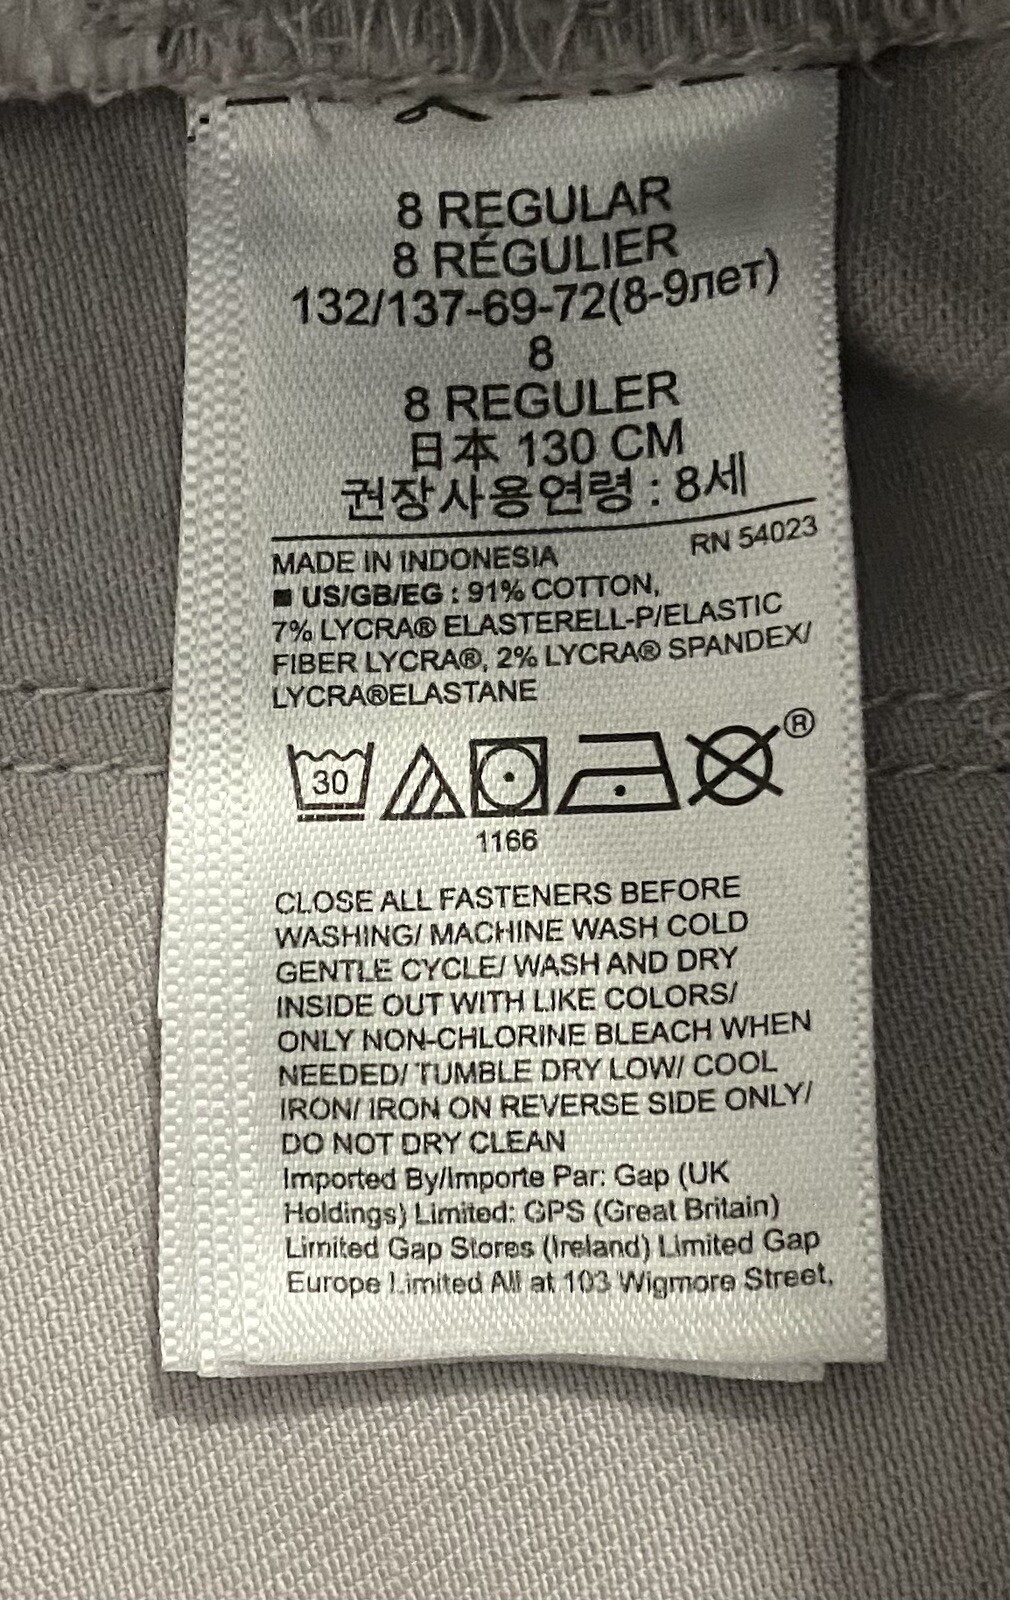 8 REGULAR
8 RÉGULIER
132/137-69-72(8-9лет)
8
8 REGULER
日本 130 CM
권장사용연령 : 8세
MADE IN INDONESIA RN 54023
■ US/GB/EG : 91% COTTON,
7% LYCRA® ELASTERELL-P/ELASTIC
FIBER LYCRA®, 2% LYCRA® SPANDEX/
LYCRA®ELASTANE
30
®
1166
CLOSE ALL FASTENERS BEFORE
WASHING/ MACHINE WASH COLD
GENTLE CYCLE/ WASH AND DRY
INSIDE OUT WITH LIKE COLORS/
ONLY NON-CHLORINE BLEACH WHEN
NEEDED/ TUMBLE DRY LOW/ COOL
IRON/ IRON ON REVERSE SIDE ONLY/
DO NOT DRY CLEAN
Imported By/Importe Par: Gap (UK
Holdings) Limited: GPS (Great Britain)
Limited Gap Stores (Ireland) Limited Gap
Europe Limited All at 103 Wigmore Street,